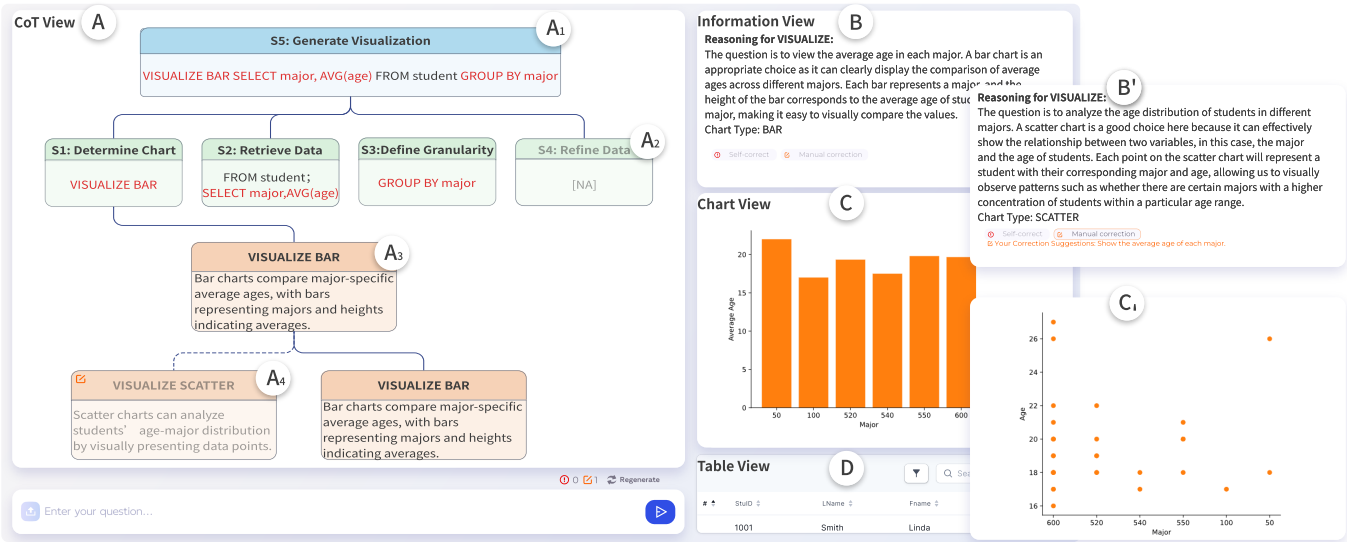 CoT View
A
A1
S5: Generate Visualization
VISUALIZE BAR SELECT major, AVG(age) FROM student GROUP BY major
S1: Determine Chart
VISUALIZE BAR
S2: Retrieve Data
FROM student;
SELECT major,AVG(age)
S3:Define Granularity
GROUP BY major
S4: Refine Data
A2
[NA]
VISUALIZE BAR
A3
Bar charts compare major-specific
average ages, with bars
representing majors and heights
indicating averages.
VISUALIZE SCATTER
A4
Scatter charts can analyze
students' age-major distribution
by visually presenting data points.
VISUALIZE BAR
Bar charts compare major-specific
average ages, with bars
representing majors and heights
indicating averages.
0 1 Regenerate
Enter your question...
Information View
B
Reasoning for VISUALIZE:
The question is to view the average age in each major. A bar chart is an
appropriate choice as it can clearly display the comparison of average
ages across different majors. Each bar represents a major, and the
height of the bar corresponds to the average age of
major, making it easy to visually compare the values.
Chart Type: BAR
Self-correct Manual correction
B'
Reasoning for VISUALIZE:
The question is to analyze the age distribution of students in different
majors. A scatter chart is a good choice here because it can effectively
show the relationship between two variables, in this case, the major
and the age of students. Each point on the scatter chart will represent a
student with their corresponding major and age, allowing us to visually
observe patterns such as whether there are certain majors with a higher
concentration of students within a particular age range.
Chart Type: SCATTER
Self-correct Manual correction
Your Correction Suggestions: Show the average age of each major.
Chart View
C
20
15
10
5
0
Average Age
50 100 520 540 550 600
Major
C'
26
24
22
20
18
16
Age
600 520 540 550 100 50
Major
Table View
D
# StuID LName Fname
1001 Smith Linda